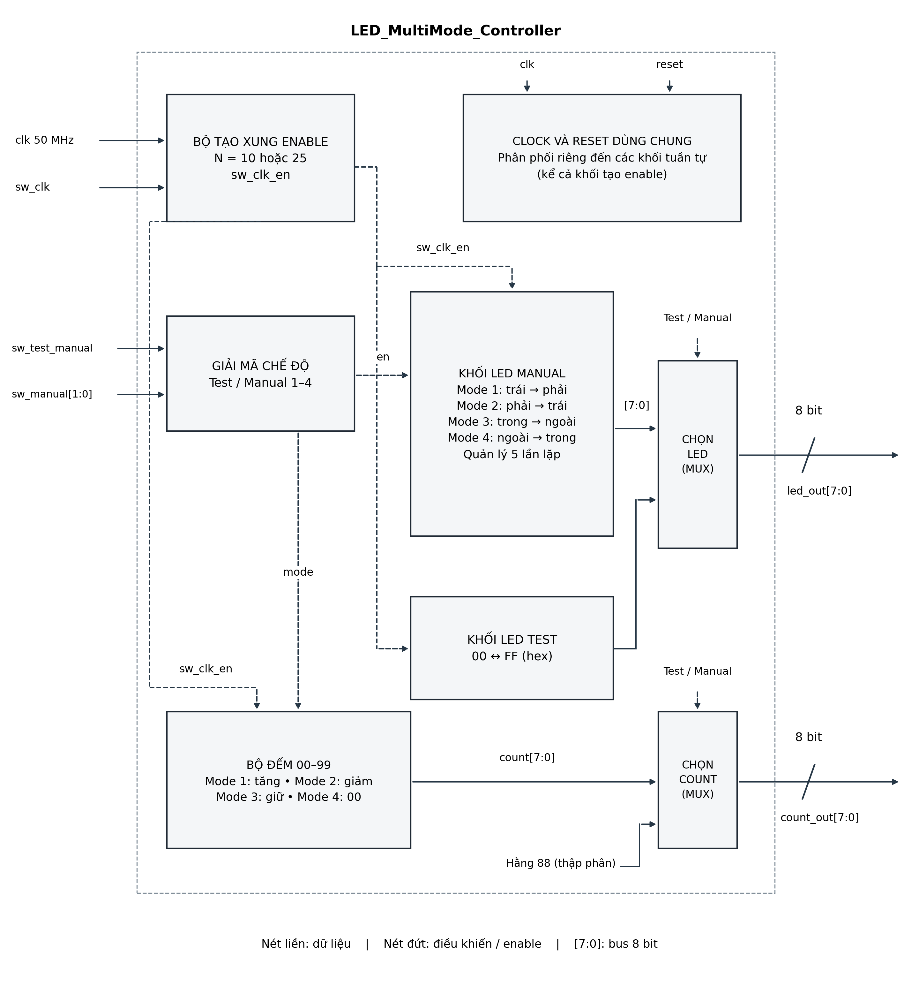 LED_MultiMode_Controller
clk
reset
clk 50 MHz
sw_clk
BỘ TẠO XUNG ENABLE
N = 10 hoặc 25
sw_clk_en
CLOCK VÀ RESET DÙNG CHUNG
Phân phối riêng đến các khối tuần tự
(kể cả khối tạo enable)
sw_clk_en
sw_test_manual
sw_manual[1:0]
GIẢI MÃ CHẾ ĐỘ
Test / Manual 1–4
en
KHỐI LED MANUAL
Mode 1: trái → phải
Mode 2: phải → trái
Mode 3: trong → ngoài
Mode 4: ngoài → trong
Quản lý 5 lần lặp
Test / Manual
[7:0]
CHỌN
LED
(MUX)
8 bit
led_out[7:0]
mode
KHỐI LED TEST
00 ↔ FF (hex)
sw_clk_en
Test / Manual
BỘ ĐẾM 00–99
Mode 1: tăng • Mode 2: giảm
Mode 3: giữ • Mode 4: 00
count[7:0]
CHỌN
COUNT
(MUX)
8 bit
count_out[7:0]
Hằng 88 (thập phân)
Nét liền: dữ liệu | Nét đứt: điều khiển / enable | [7:0]: bus 8 bit